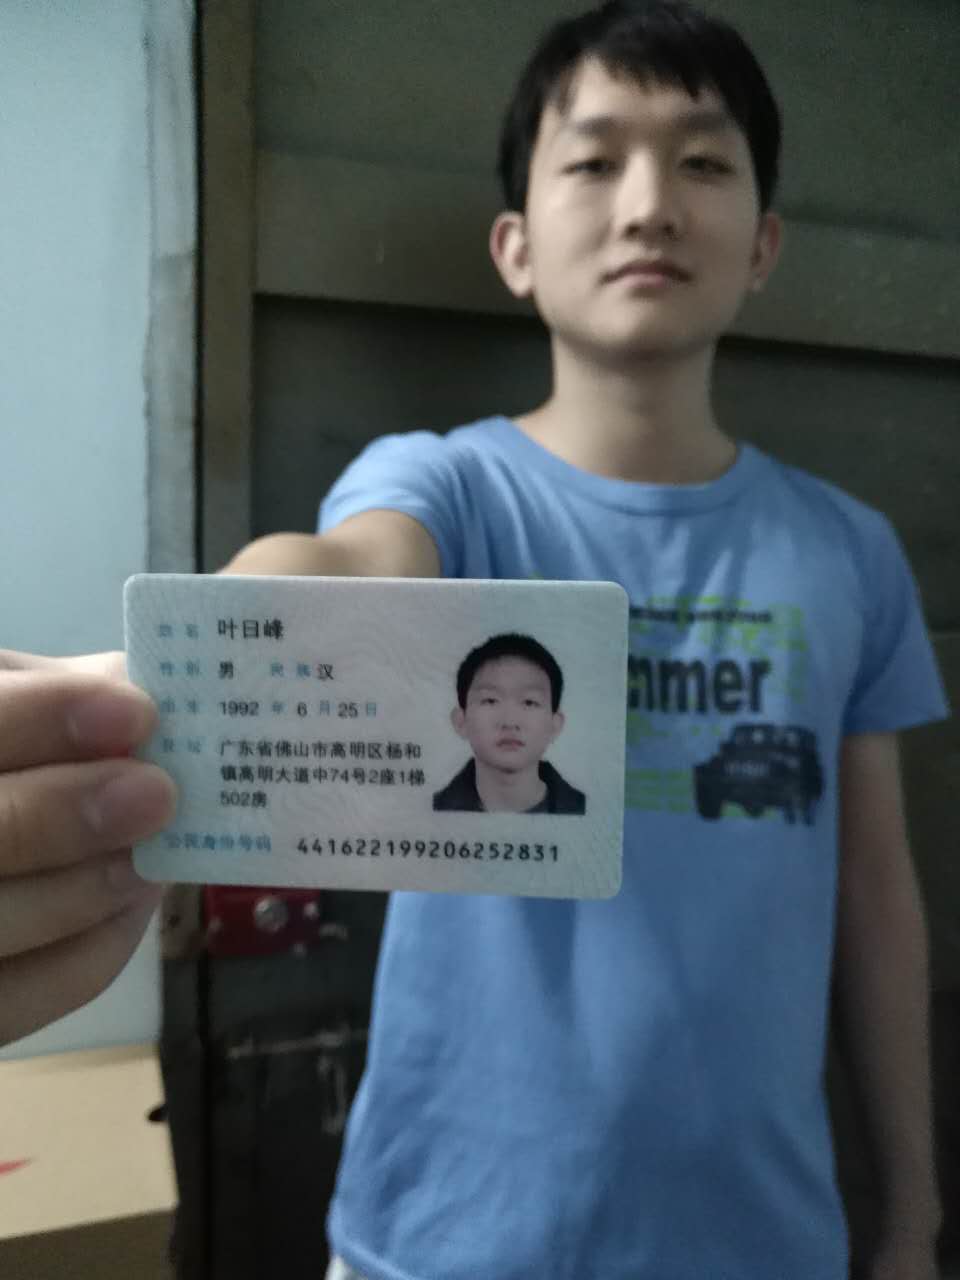 姓名 叶日峰
性别 男 民族 汉
出生 1992 年 6 月 25 日
住址 广东省佛山市高明区杨和
镇高明大道中74号2座1梯
502房
公民身份号码 441622199206252831
mmer